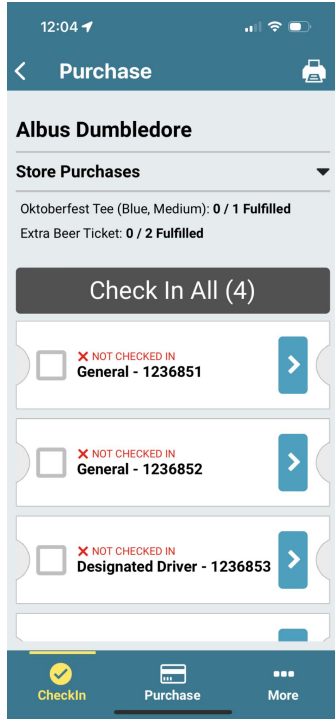 12:04
Purchase
Albus Dumbledore
Store Purchases
Oktoberfest Tee (Blue, Medium): 0 / 1 Fulfilled
Extra Beer Ticket: 0 / 2 Fulfilled
Check In All (4)
NOT CHECKED IN
General - 1236851
NOT CHECKED IN
General - 1236852
NOT CHECKED IN
Designated Driver - 1236853
CheckIn Purchase More